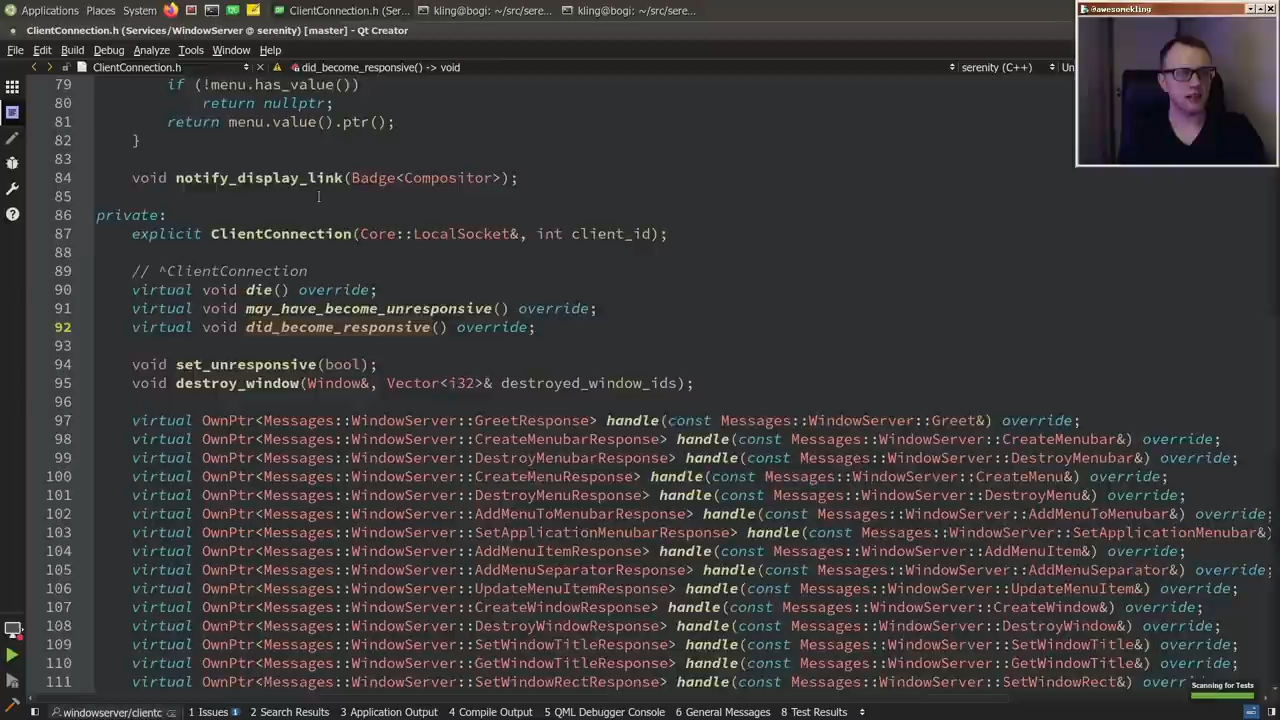 Applications Places System ClientConnection.h (Ser... kling@bogi: ~/src/sere... kling@bogi: ~/src/sere...
@awesomekling
ClientConnection.h (Services/WindowServer @ serenity) [master] - Qt Creator
File Edit Build Debug Analyze Tools Window Help
ClientConnection.h did_become_responsive() -> void serenity (C++) Un
79 if (!menu.has_value())
80 return nullptr;
81 return menu.value().ptr();
82 }
83
84 void notify_display_link(Badge<Compositor>);
85
86 private:
87 explicit ClientConnection(Core::LocalSocket&, int client_id);
88
89 // ^ClientConnection
90 virtual void die() override;
91 virtual void may_have_become_unresponsive() override;
92 virtual void did_become_responsive() override;
93
94 void set_unresponsive(bool);
95 void destroy_window(Window&, Vector<i32>& destroyed_window_ids);
96
97 virtual OwnPtr<Messages::WindowServer::GreetResponse> handle(const Messages::WindowServer::Greet&) override;
98 virtual OwnPtr<Messages::WindowServer::CreateMenubarResponse> handle(const Messages::WindowServer::CreateMenubar&) override;
99 virtual OwnPtr<Messages::WindowServer::DestroyMenubarResponse> handle(const Messages::WindowServer::DestroyMenubar&) override;
100 virtual OwnPtr<Messages::WindowServer::CreateMenuResponse> handle(const Messages::WindowServer::CreateMenu&) override;
101 virtual OwnPtr<Messages::WindowServer::DestroyMenuResponse> handle(const Messages::WindowServer::DestroyMenu&) override;
102 virtual OwnPtr<Messages::WindowServer::AddMenuToMenubarResponse> handle(const Messages::WindowServer::AddMenuToMenubar&) override;
103 virtual OwnPtr<Messages::WindowServer::SetApplicationMenubarResponse> handle(const Messages::WindowServer::SetApplicationMenubar&)
104 virtual OwnPtr<Messages::WindowServer::AddMenuItemResponse> handle(const Messages::WindowServer::AddMenuItem&) override;
105 virtual OwnPtr<Messages::WindowServer::AddMenuSeparatorResponse> handle(const Messages::WindowServer::AddMenuSeparator&) override;
106 virtual OwnPtr<Messages::WindowServer::UpdateMenuItemResponse> handle(const Messages::WindowServer::UpdateMenuItem&) override;
107 virtual OwnPtr<Messages::WindowServer::CreateWindowResponse> handle(const Messages::WindowServer::CreateWindow&) override;
108 virtual OwnPtr<Messages::WindowServer::DestroyWindowResponse> handle(const Messages::WindowServer::DestroyWindow&) override;
109 virtual OwnPtr<Messages::WindowServer::SetWindowTitleResponse> handle(const Messages::WindowServer::SetWindowTitle&) override;
110 virtual OwnPtr<Messages::WindowServer::GetWindowTitleResponse> handle(const Messages::WindowServer::GetWindowTitle&) override;
111 virtual OwnPtr<Messages::WindowServer::SetWindowRectResponse> handle(const Messages::WindowServer::SetWindowRect&) overr
Scanning for Tests
windowserver/clientc 1 Issues 1 2 Search Results 3 Application Output 4 Compile Output 5 QML Debugger Console 6 General Messages 8 Test Results